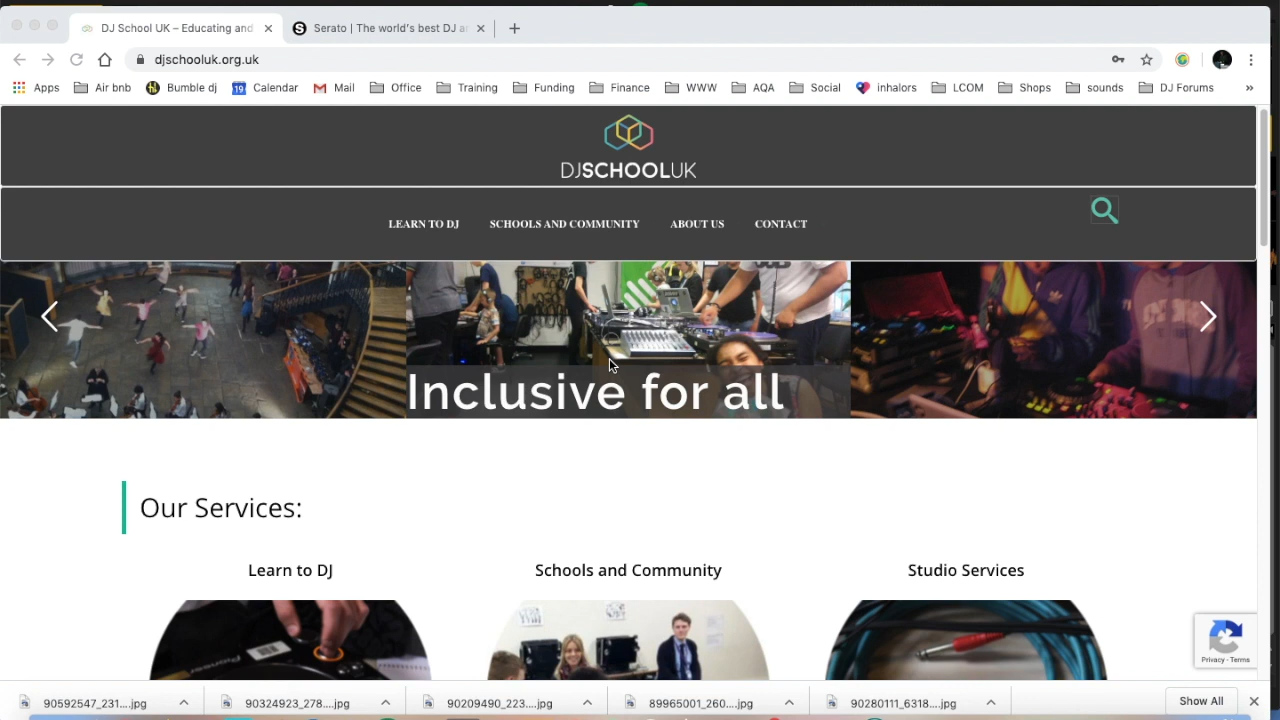 DJ School UK – Educating and
Serato | The world's best DJ a
djschooluk.org.uk
Apps Air bnb Bumble dj Calendar Mail Office Training Funding Finance WWW AQA Social inhalors LCOM Shops sounds DJ Forums »
DJSCHOOLUK
LEARN TO DJ SCHOOLS AND COMMUNITY ABOUT US CONTACT
Inclusive for all
Our Services:
Learn to DJ Schools and Community Studio Services
Pioneer
Privacy - Terms
90592547_231....jpg 90324923_278....jpg 90209490_223....jpg 89965001_260....jpg 90280111_6318....jpg Show All